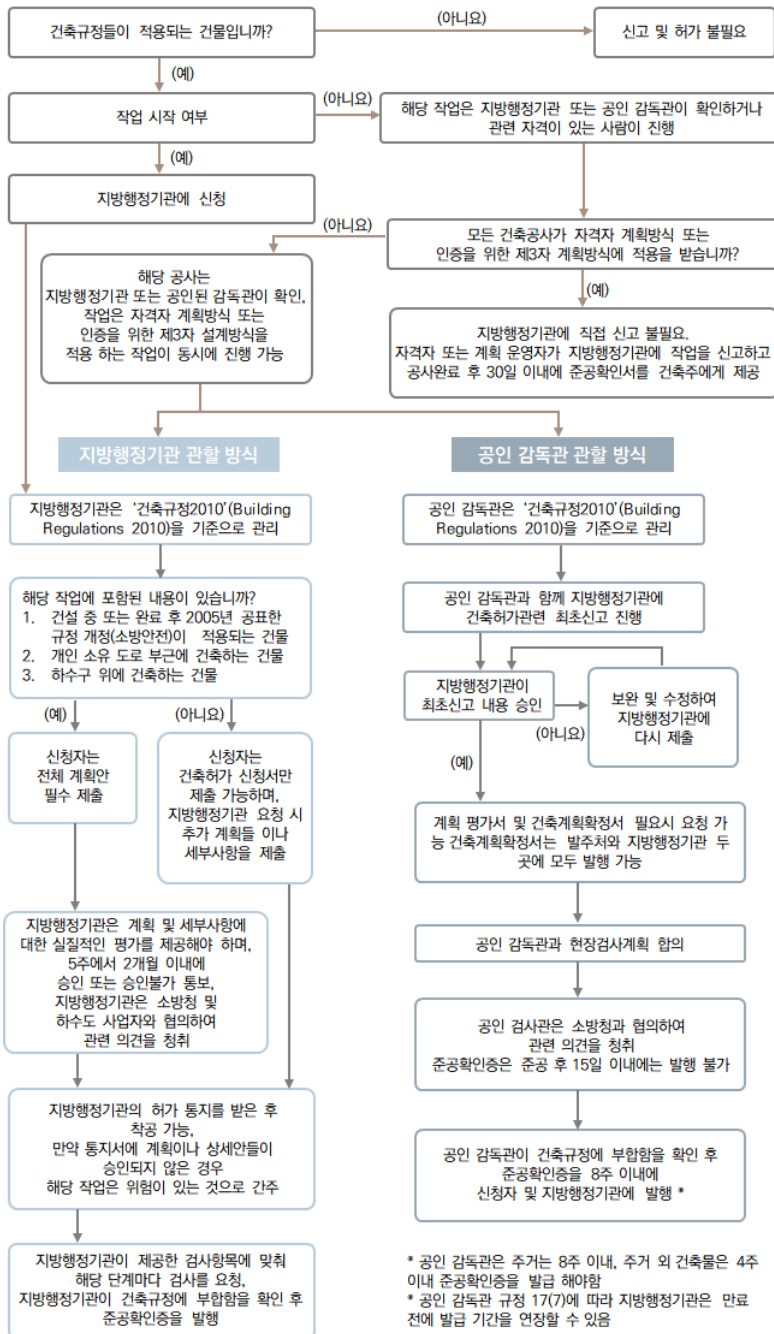 건축규정들이 적용되는 건물입니까?
(아니요)
신고 및 허가 불필요
(예)
작업 시작 여부
(아니요)
해당 작업은 지방행정기관 또는 공인 감독관이 확인하거나
관련 자격이 있는 사람이 진행
(예)
지방행정기관에 신청
(아니요)
모든 건축공사가 자격자 계획방식 또는
인증을 위한 제3자 계획방식에 적용을 받습니까?
해당 공사는
지방행정기관 또는 공인된 감독관이 확인,
작업은 자격자 계획방식 또는
인증을 위한 제3자 설계방식을
적용 하는 작업이 동시에 진행 가능
(예)
지방행정기관에 직접 신고 불필요.
자격자 또는 계획 운영자가 지방행정기관에 작업을 신고하고
공사완료 후 30일 이내에 준공확인서를 건축주에게 제공
지방행정기관 관할 방식
지방행정기관은 '건축규정2010'(Building
Regulations 2010)을 기준으로 관리
해당 작업에 포함된 내용이 있습니까?
1. 건설 중 또는 완료 후 2005년 공표한
규정 개정(소방안전)이 적용되는 건물
2. 개인 소유 도로 부근에 건축하는 건물
3. 하수구 위에 건축하는 건물
(예)
(아니요)
신청자는
전체 계획안
필수 제출
신청자는
건축허가 신청서만
제출 가능하며,
지방행정기관 요청 시
추가 계획들 이나
세부사항을 제출
지방행정기관은 계획 및 세부사항에
대한 실질적인 평가를 제공해야 하며,
5주에서 2개월 이내에
승인 또는 승인불가 통보,
지방행정기관은 소방청 및
하수도 사업자와 협의하여
관련 의견을 청취
지방행정기관의 허가 통지를 받은 후
착공 가능,
만약 통지서에 계획이나 상세안들이
승인되지 않은 경우
해당 작업은 위험이 있는 것으로 간주
지방행정기관이 제공한 검사항목에 맞춰
해당 단계마다 검사를 요청,
지방행정기관이 건축규정에 부합함을 확인 후
준공확인증을 발행
공인 감독관 관할 방식
공인 감독관은 '건축규정2010'(Building
Regulations 2010)을 기준으로 관리
공인 감독관과 함께 지방행정기관에
건축허가관련 최초신고 진행
지방행정기관이
최초신고 내용 승인
(아니요)
보완 및 수정하여
지방행정기관에
다시 제출
(예)
계획 평가서 및 건축계획확정서 필요시 요청 가
능 건축계획확정서는 발주처와 지방행정기관 두
곳에 모두 발행 가능
공인 감독관과 현장검사계획 합의
공인 검사관은 소방청과 협의하여
관련 의견을 청취
준공확인증은 준공 후 15일 이내에는 발행 불가
공인 감독관이 건축규정에 부합함을 확인 후
준공확인증을 8주 이내에
신청자 및 지방행정기관에 발행 *
* 공인 감독관은 주거는 8주 이내, 주거 외 건축물은 4주
이내 준공확인증을 발급 해야함
* 공인 감독관 규정 17(7)에 따라 지방행정기관은 만료
전에 발급 기간을 연장할 수 있음